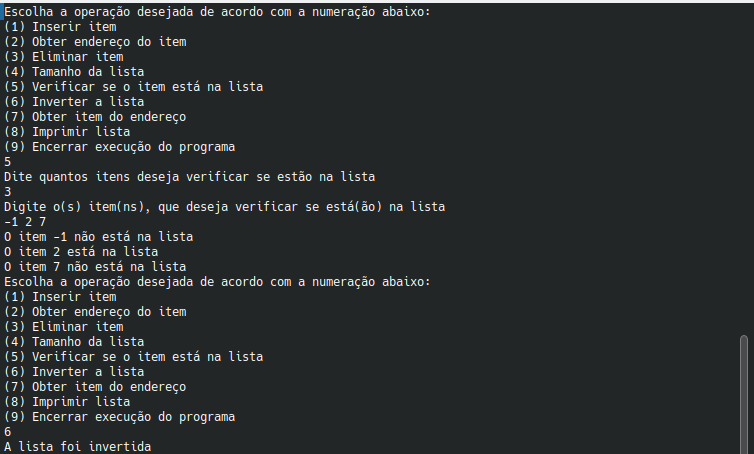 Escolha a operação desejada de acordo com a numeração abaixo:
(1) Inserir item
(2) Obter endereço do item
(3) Eliminar item
(4) Tamanho da lista
(5) Verificar se o item está na lista
(6) Inverter a lista
(7) Obter item do endereço
(8) Imprimir lista
(9) Encerrar execução do programa
5
Dite quantos itens deseja verificar se estão na lista
3
Digite o(s) item(ns), que deseja verificar se está(ão) na lista
-1 2 7
O item -1 não está na lista
O item 2 está na lista
O item 7 não está na lista
Escolha a operação desejada de acordo com a numeração abaixo:
(1) Inserir item
(2) Obter endereço do item
(3) Eliminar item
(4) Tamanho da lista
(5) Verificar se o item está na lista
(6) Inverter a lista
(7) Obter item do endereço
(8) Imprimir lista
(9) Encerrar execução do programa
6
A lista foi invertida